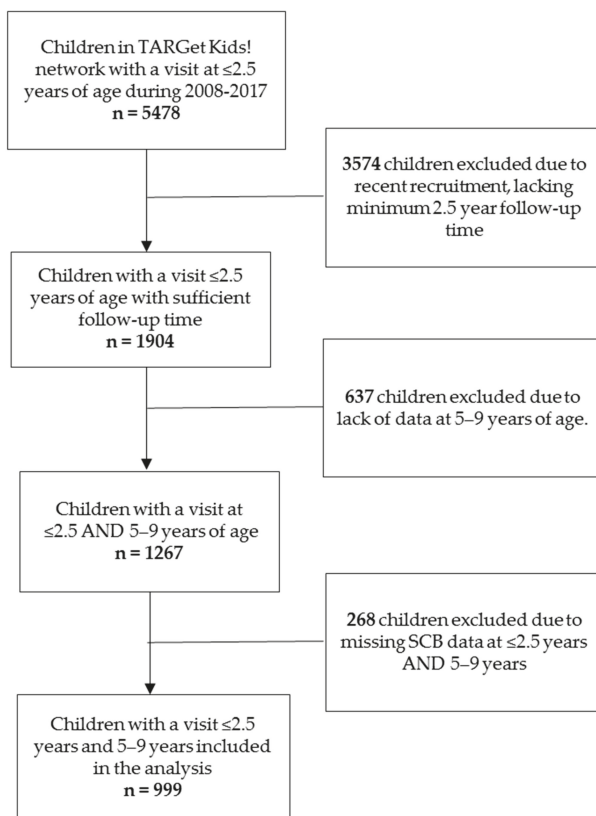 Children in TARGet Kids!
network with a visit at ≤2.5
years of age during 2008-2017
n = 5478
3574 children excluded due to
recent recruitment, lacking
minimum 2.5 year follow-up
time
Children with a visit ≤2.5
years of age with sufficient
follow-up time
n = 1904
637 children excluded due to
lack of data at 5–9 years of age.
Children with a visit at
≤2.5 AND 5–9 years of age
n = 1267
268 children excluded due to
missing SCB data at ≤2.5 years
AND 5–9 years
Children with a visit ≤2.5
years and 5–9 years included
in the analysis
n = 999